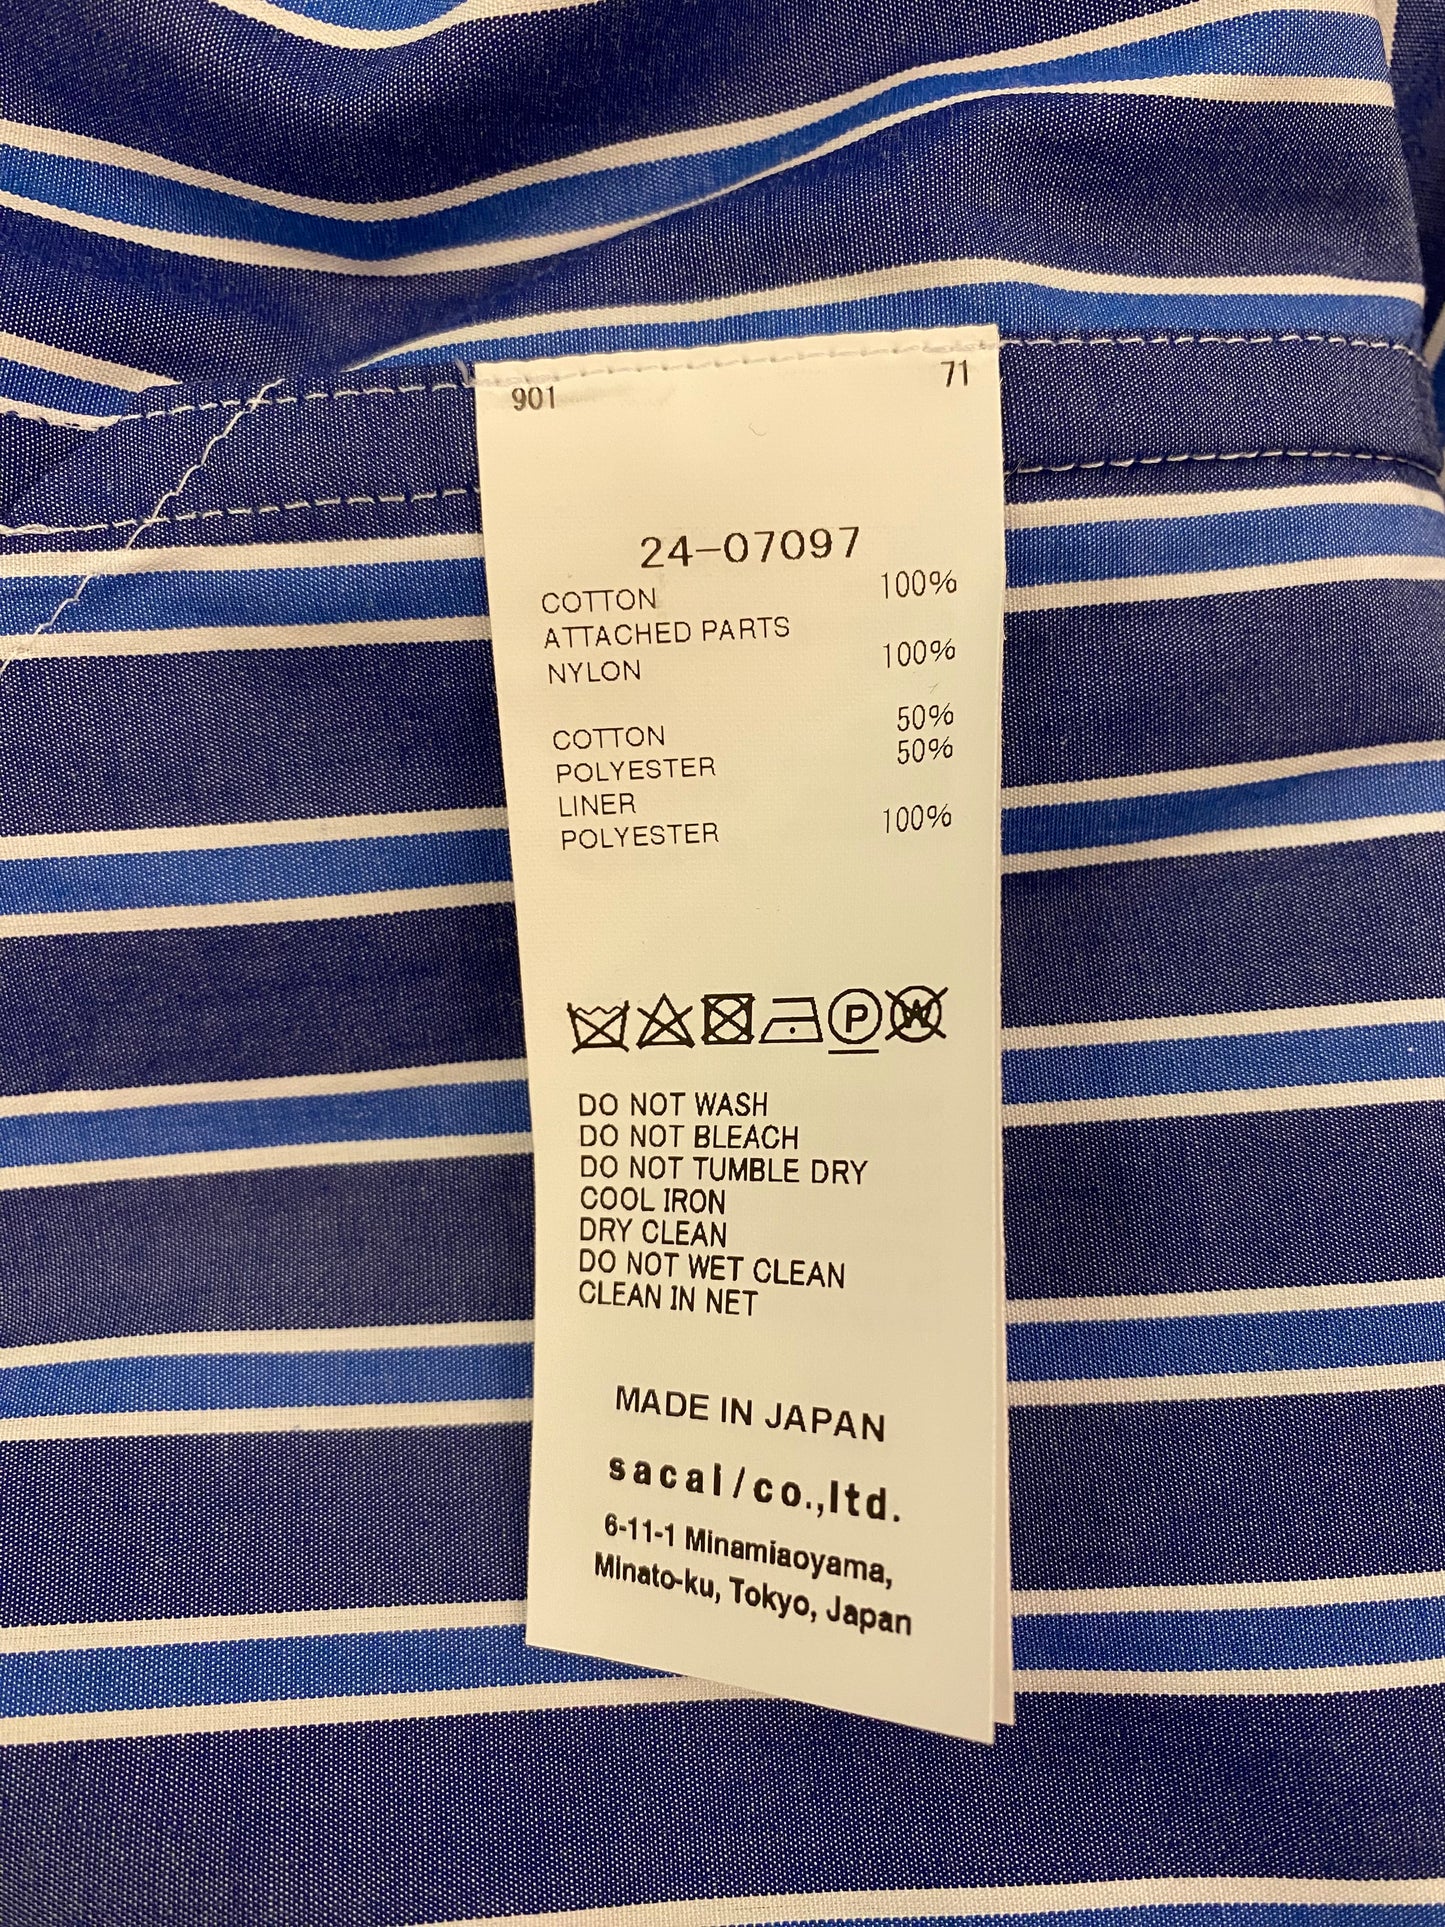 901 71
24-07097
COTTON 100%
ATTACHED PARTS
NYLON 100%
COTTON 50%
POLYESTER 50%
LINER
POLYESTER 100%
P W
DO NOT WASH
DO NOT BLEACH
DO NOT TUMBLE DRY
COOL IRON
DRY CLEAN
DO NOT WET CLEAN
CLEAN IN NET
MADE IN JAPAN
sacai/co.,ltd.
6-11-1 Minamiaoyama,
Minato-ku, Tokyo, Japan